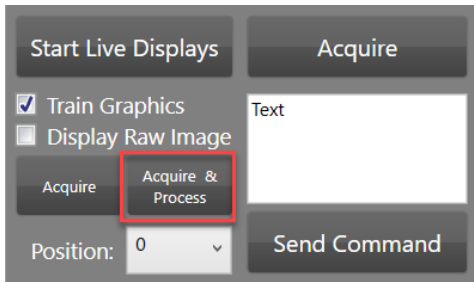 Start Live Displays
Acquire
Train Graphics
Display Raw Image
Text
Acquire
Acquire &
Process
Position:
0
Send Command